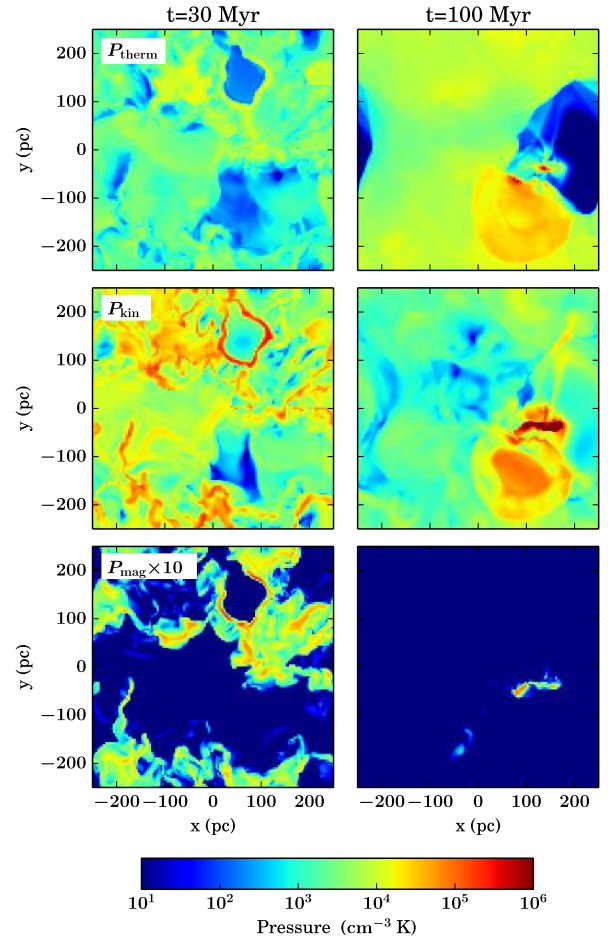 t=30 Myr t=100 Myr
P_therm
200
100
0
−100
−200
y (pc)
P_kin
200
100
0
−100
−200
y (pc)
P_mag×10
200
100
0
−100
−200
y (pc)
−200 −100 0 100 200 −200 −100 0 100 200
x (pc) x (pc)
10^1 10^2 10^3 10^4 10^5 10^6
Pressure (cm^−3 K)